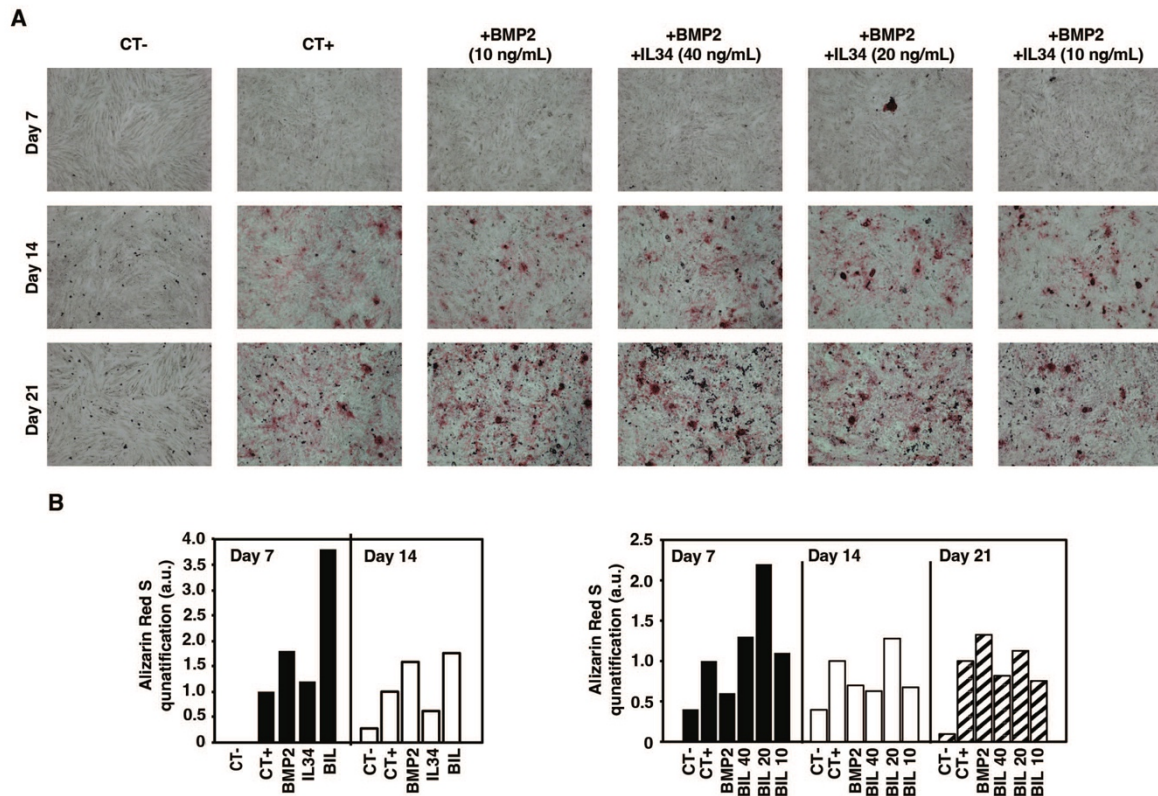 A
CT-
CT+
+BMP2
(10 ng/mL)
+BMP2
+IL34 (40 ng/mL)
+BMP2
+IL34 (20 ng/mL)
+BMP2
+IL34 (10 ng/mL)
Day 7
Day 14
Day 21
B
Alizarin Red S
qunatification (a.u.)
4.0
3.5
3.0
2.5
2.0
1.5
1.0
0.5
0
Day 7
Day 14
CT-
CT+
BMP2
IL34
BIL
CT-
CT+
BMP2
IL34
BIL
Alizarin Red S
qunatification (a.u.)
2.5
2.0
1.5
1.0
0.5
0
Day 7
Day 14
Day 21
CT-
CT+
BMP2
BIL 40
BIL 20
BIL 10
CT-
CT+
BMP2
BIL 40
BIL 20
BIL 10
CT-
CT+
BMP2
BIL 40
BIL 20
BIL 10